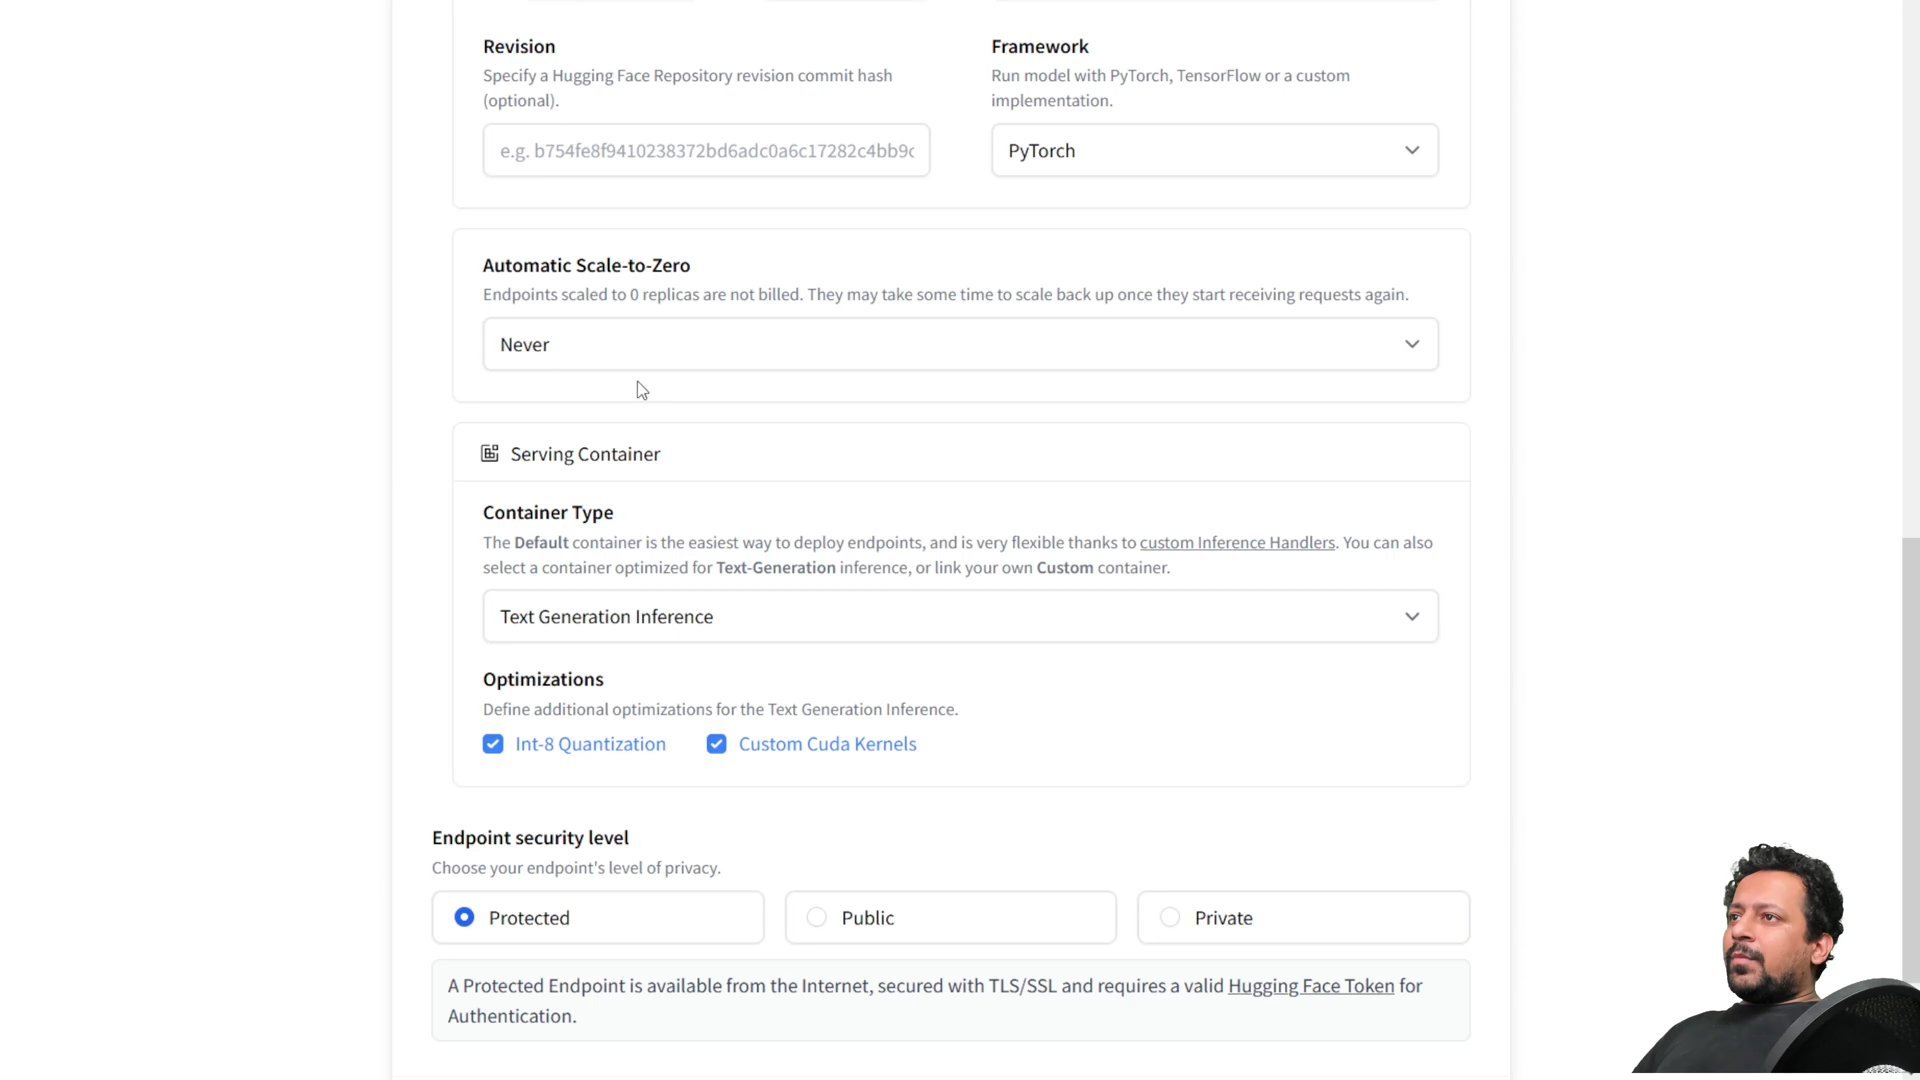 Revision
Specify a Hugging Face Repository revision commit hash
(optional).
e.g. b754fe8f9410238372bd6adc0a6c17282c4bb9c
Framework
Run model with PyTorch, TensorFlow or a custom
implementation.
PyTorch
Automatic Scale-to-Zero
Endpoints scaled to 0 replicas are not billed. They may take some time to scale back up once they start receiving requests again.
Never
Serving Container
Container Type
The Default container is the easiest way to deploy endpoints, and is very flexible thanks to custom Inference Handlers. You can also
select a container optimized for Text-Generation inference, or link your own Custom container.
Text Generation Inference
Optimizations
Define additional optimizations for the Text Generation Inference.
Int-8 Quantization
Custom Cuda Kernels
Endpoint security level
Choose your endpoint's level of privacy.
Protected
Public
Private
A Protected Endpoint is available from the Internet, secured with TLS/SSL and requires a valid Hugging Face Token for
Authentication.